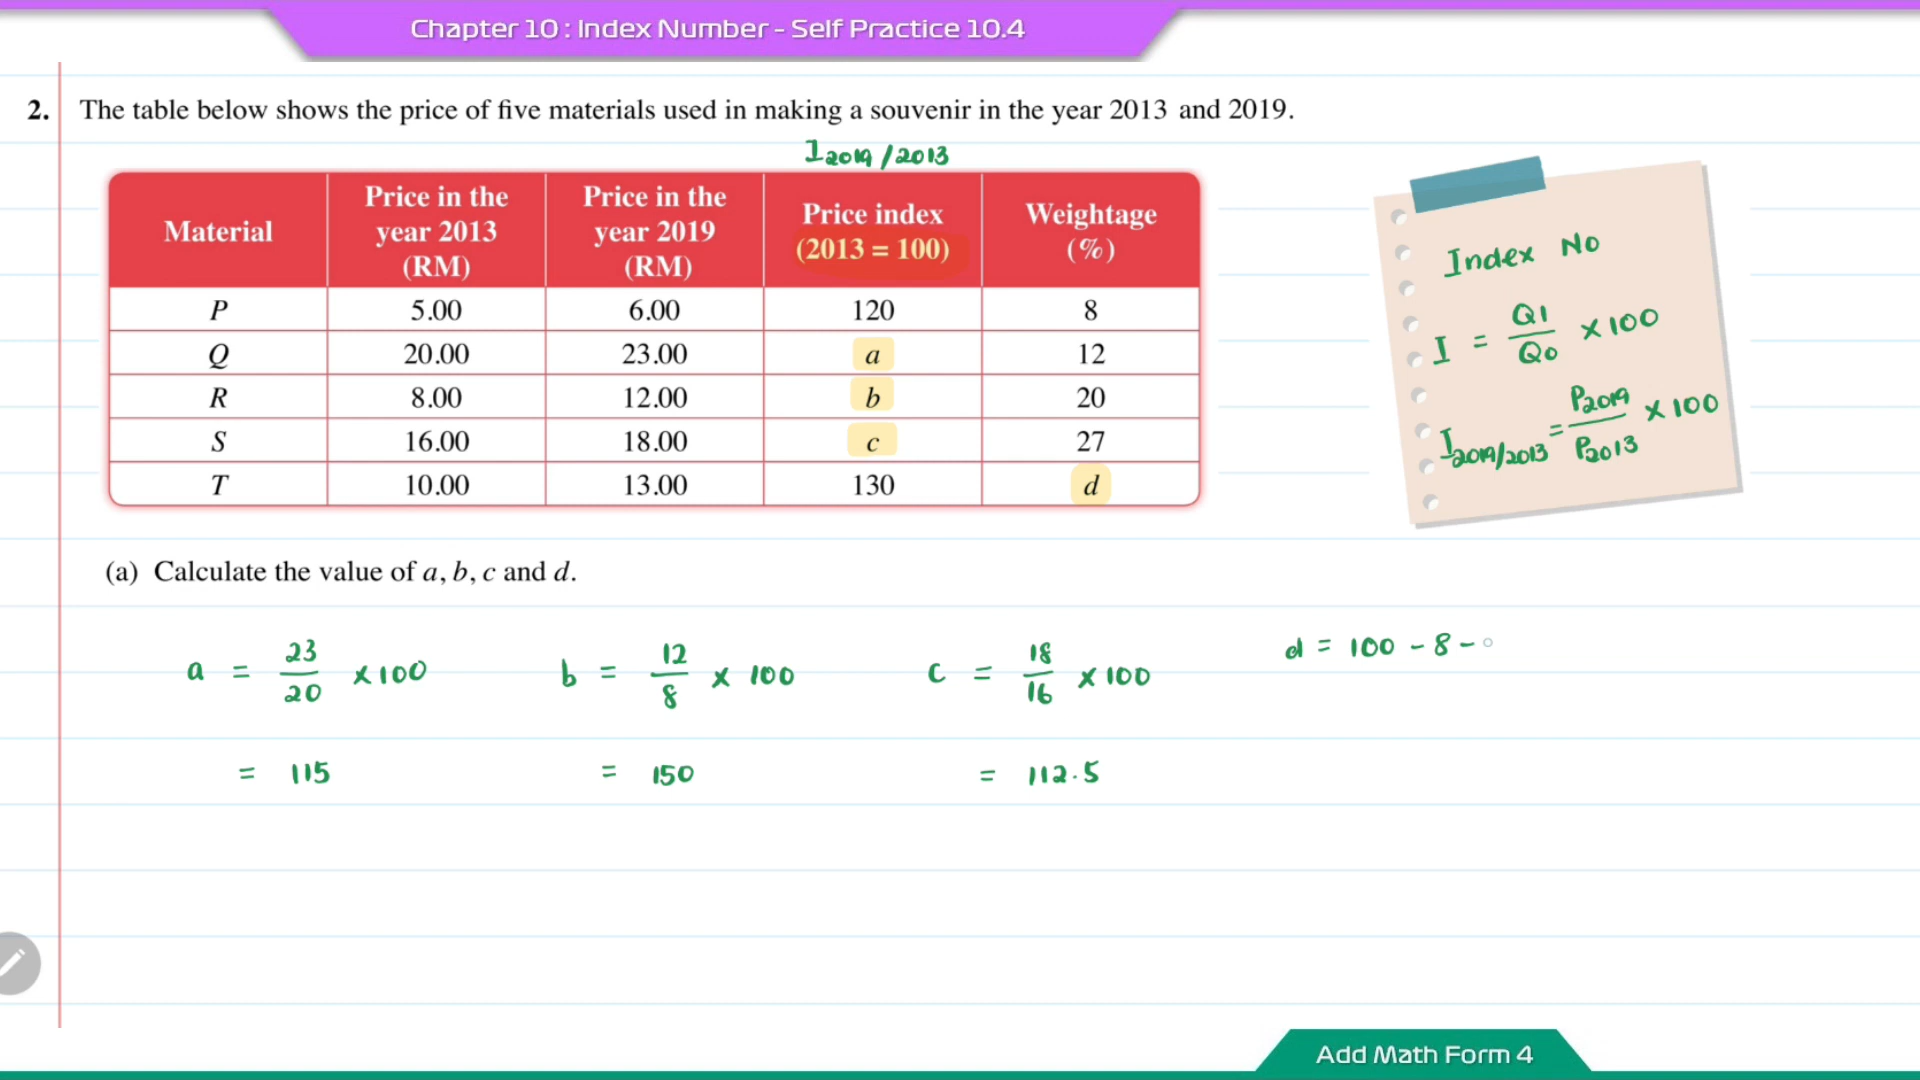 Chapter 10 : Index Number - Self Practice 10.4
2. The table below shows the price of five materials used in making a souvenir in the year 2013 and 2019.
I2019/2013
Material | Price in the year 2013 (RM) | Price in the year 2019 (RM) | Price index (2013 = 100) | Weightage (%)
P 5.00 6.00 120 8
Q 20.00 23.00 a 12
R 8.00 12.00 b 20
S 16.00 18.00 c 27
T 10.00 13.00 130 d
Index No
I = Q1/Q0 × 100
I2019/2013 = P2019/P2013 × 100
(a) Calculate the value of a, b, c and d.
a = 23/20 × 100
= 115
b = 12/8 × 100
= 150
c = 18/16 × 100
= 112.5
d = 100 - 8 -
Add Math Form 4